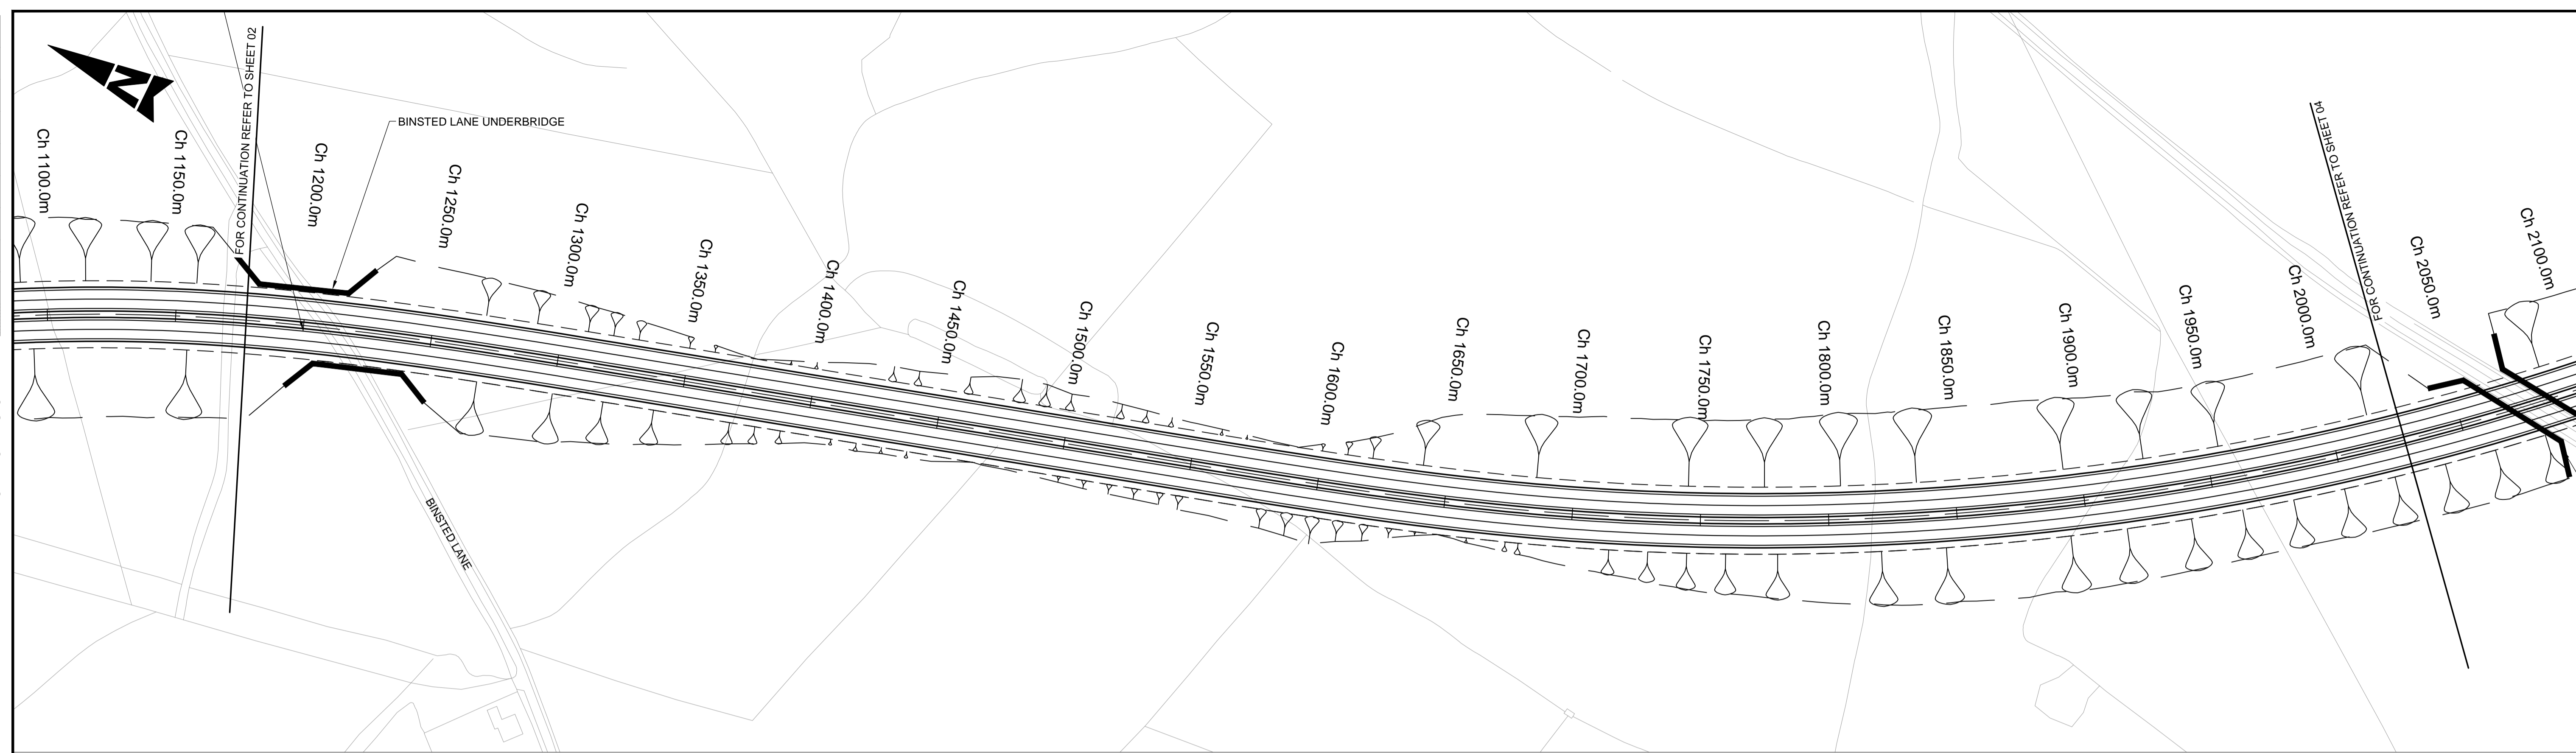 N
Ch 1100.0m
Ch 1150.0m
FOR CONTINUATION REFER TO SHEET 02
Ch 1200.0m
BINSTED LANE UNDERBRIDGE
Ch 1250.0m
Ch 1300.0m
Ch 1350.0m
Ch 1400.0m
Ch 1450.0m
Ch 1500.0m
Ch 1550.0m
Ch 1600.0m
Ch 1650.0m
Ch 1700.0m
Ch 1750.0m
Ch 1800.0m
Ch 1850.0m
Ch 1900.0m
Ch 1950.0m
Ch 2000.0m
FOR CONTINUATION REFER TO SHEET 04
Ch 2050.0m
Ch 2100.0m
BINSTED LANE